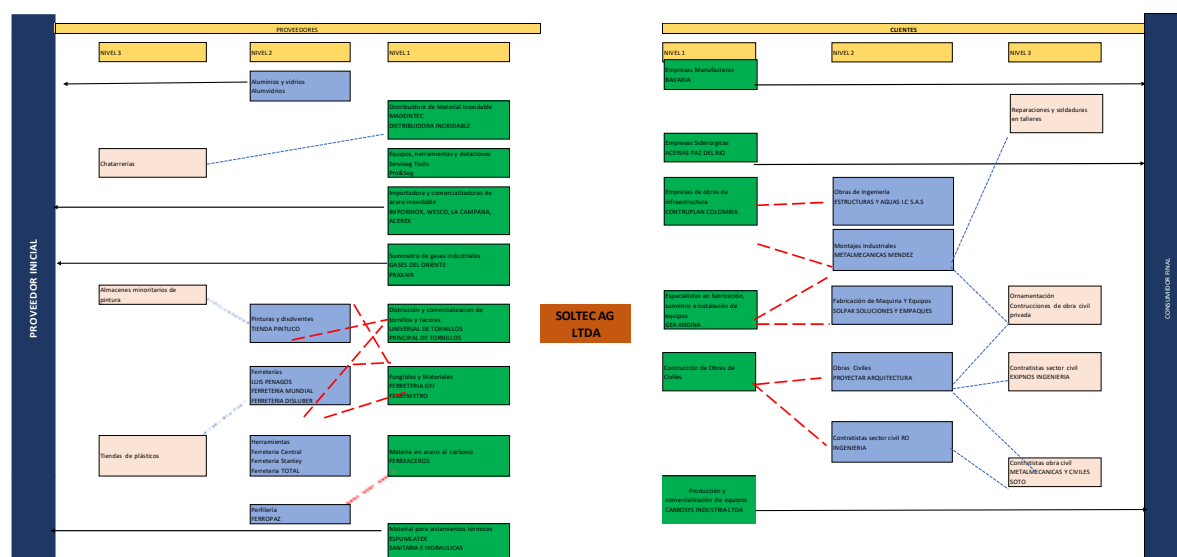 PROVEEDORES
CLIENTES
NIVEL 3
NIVEL 2
NIVEL 1
NIVEL 1
NIVEL 2
NIVEL 3
PROVEEDOR INICIAL
Aluminios y vidrios
Alumvidrios
Distribuidora de Material inoxidable
MADEINTEC
DISTRIBUIDORA INOXIDABLE
Chatarrerías
Equipos, herramientas y dotaciones
Serviseg Tools
Pro&Seg
Importadora y comercializadoras de
acero inoxidable
IMPORINOX, WESCO, LA CAMPANA,
ACEREX
Suminsitro de gases industriales
GASES DEL ORIENTE
PRAXAIR
Almacenes minoritarios de
pintura
Pinturas y disolventes
TIENDA PINTUCO
Distriución y comercializacion de
tornillos y racores
UNIVERSAL DE TORNILLOS
PRINCIPAL DE TORNILLOS
Ferreterías
LUIS PENAGOS
FERRETERIA MUNDIAL
FERRETERIA DISLUBER
Fungibles y Materiales
FERRETERIA GYJ
FERREMETRO
Tiendas de plásticos
Herramientas
Ferreteria Central
Ferreteria Stanley
Ferreteria TOTAL
Materia en acero al carbono
FERREACEROS
Perfilería
FERROPAZ
Material para aislamientos térmicos
ESPUMLATEX
SANITARIA E HIDRAULICAS
SOLTEC AG
LTDA
Empresas Manufacteras
BAVARIA
Reparaciones y soldaduras
en talleres
Empresas Siderúrgicas
ACERIAS PAZ DEL RIO
Empresas de obras de
infraestructura
CONTRUPLAN COLOMBIA
Obras de Ingeniería
ESTRUCTURAS Y AGUAS I.C S.A.S
Montajes Industriales
METALMECANICAS MENDEZ
Especialistas en fabricación,
sumintro e instalación de
equipos
GEA ANDINA
Fabricación de Maquiria Y Equipos
SOLPAK SOLUCIONES Y EMPAQUES
Ornamentación
Contrucciones de obra civil
privada
Contrucción de Obras de
Civiles
Obras Civiles
PROYECTAR ARQUITECTURA
Contratistas sector civil
EXIPNOS INGENIERIA
Contratistas sector civil RD
INGENIERIA
Contratistas obra civil
METALMECANICAS Y CIVILES
SOTO
Producción y
comercialización de equipos
CARBOSYS INDUSTRIA LTDA
CONSUMIDOR FINAL